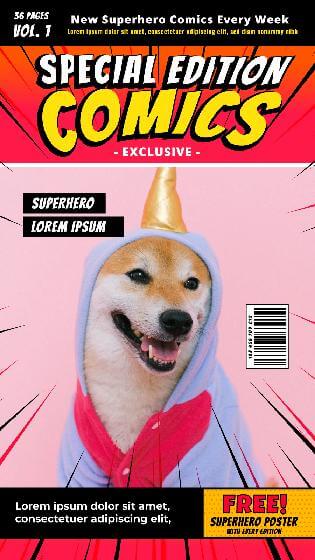 36 PAGES
VOL. 1
New Superhero Comics Every Week
Lorem ipsum dolor sit amet, consectetuer adipiscing elit, sed diam nonummy nibh
SPECIAL EDITION
COMICS
- EXCLUSIVE -
SUPERHERO
LOREM IPSUM
Lorem ipsum dolor sit amet,
consectetuer adipiscing elit,
FREE!
SUPERHERO POSTER
WITH EVERY EDITION